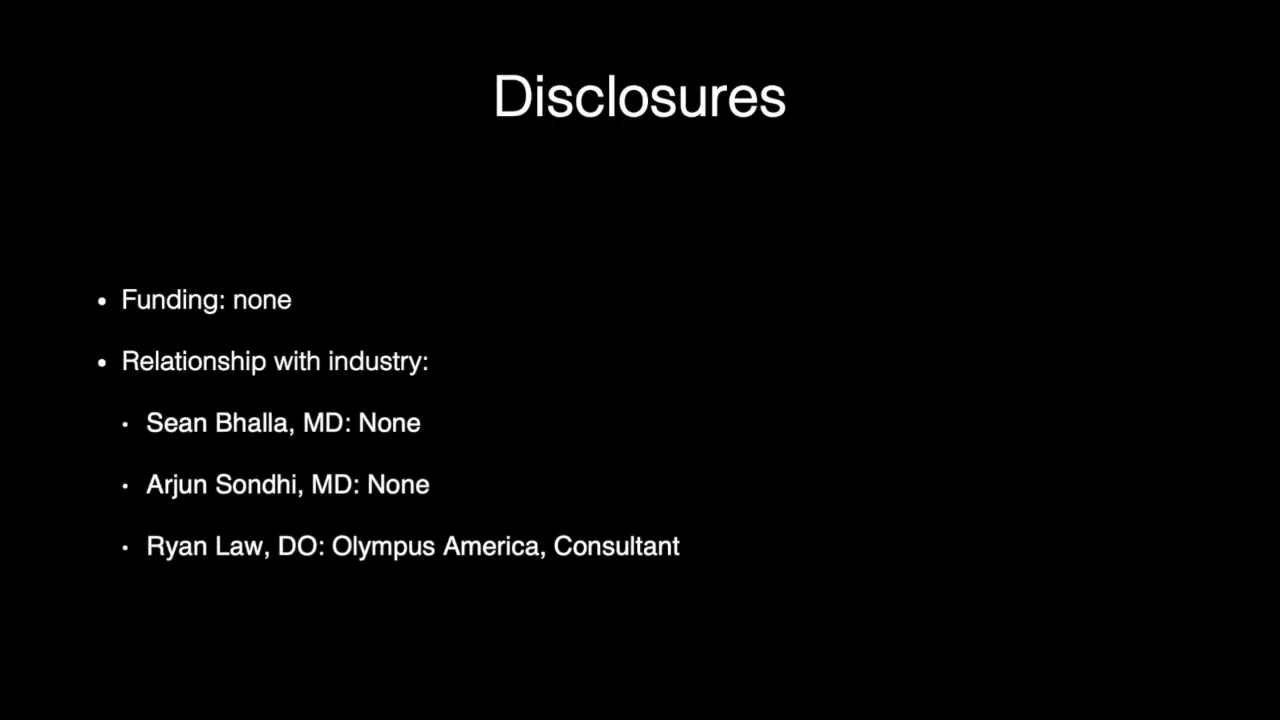 Disclosures
• Funding: none
• Relationship with industry:
• Sean Bhalla, MD: None
• Arjun Sondhi, MD: None
• Ryan Law, DO: Olympus America, Consultant